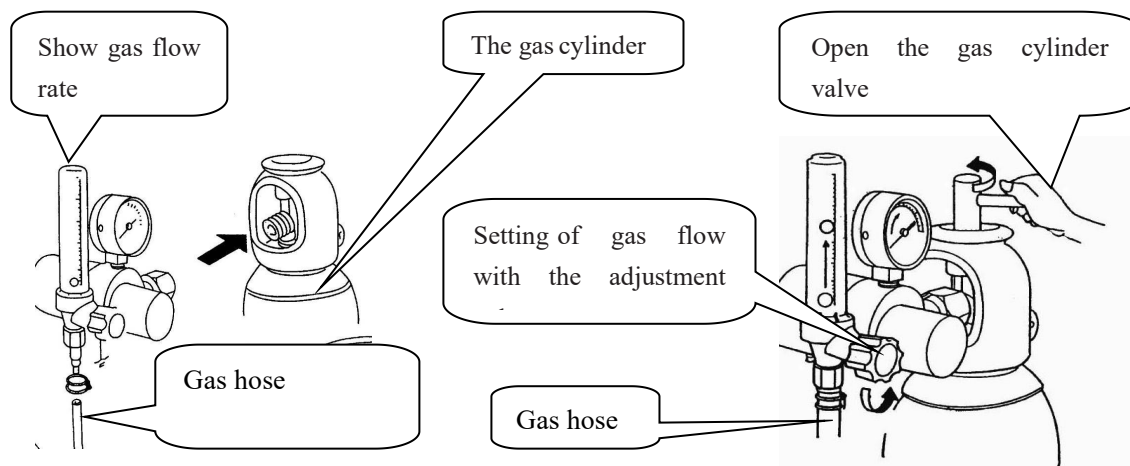 Show gas flow
rate
The gas cylinder
Open the gas cylinder
valve
Setting of gas flow
with the adjustment
Gas hose
Gas hose